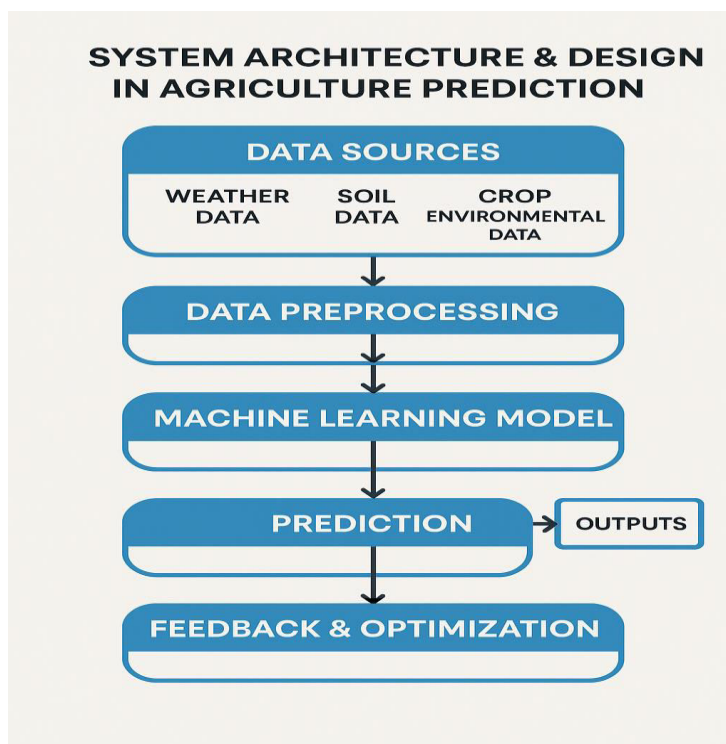 SYSTEM ARCHITECTURE & DESIGN
IN AGRICULTURE PREDICTION
DATA SOURCES
WEATHER
DATA
SOIL
DATA
CROP
ENVIRONMENTAL
DATA
DATA PREPROCESSING
MACHINE LEARNING MODEL
PREDICTION
OUTPUTS
FEEDBACK & OPTIMIZATION